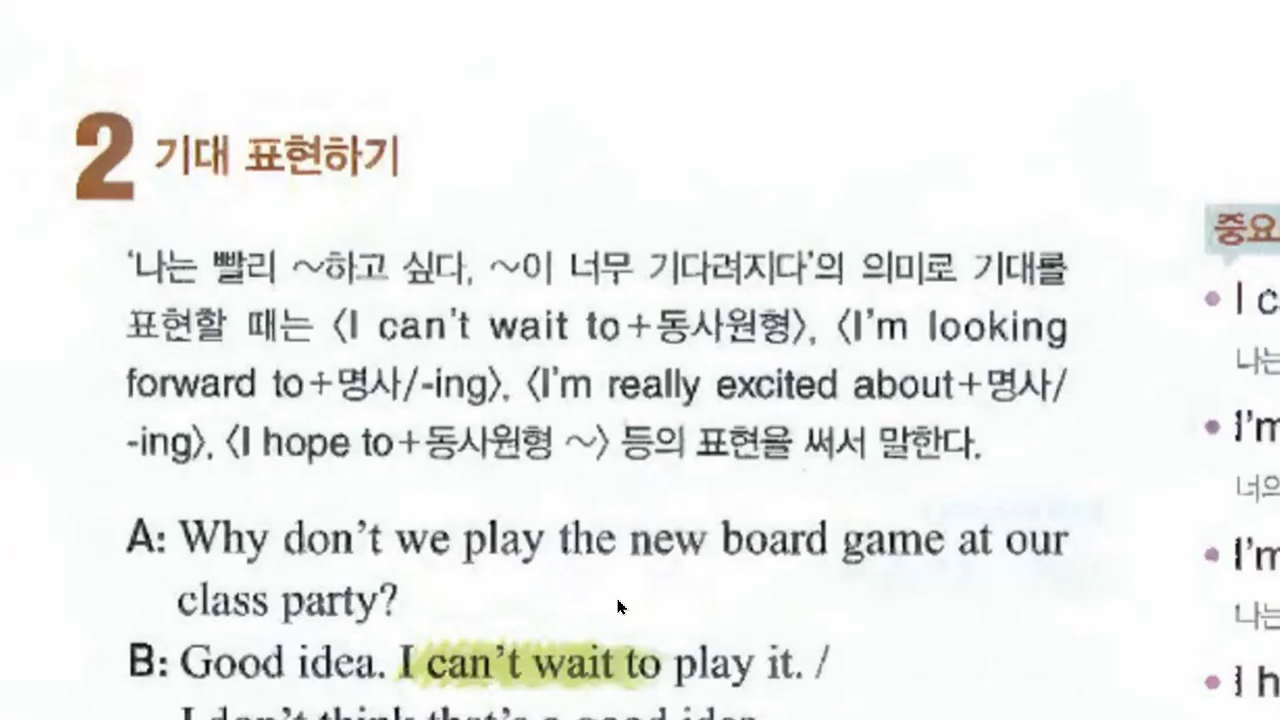 2 기대 표현하기
'나는 빨리 ~하고 싶다, ~이 너무 기다려지다'의 의미로 기대를
표현할 때는 〈I can't wait to+동사원형〉, 〈I'm looking
forward to+명사/-ing〉, 〈I'm really excited about+명사/
-ing〉, 〈I hope to+동사원형 ~〉 등의 표현을 써서 말한다.
A: Why don't we play the new board game at our
class party?
B: Good idea. I can't wait to play it. /
I don't think that's a good idea.
중요
• I c
나는
• I'm
너의
• I'm
나는
• I h